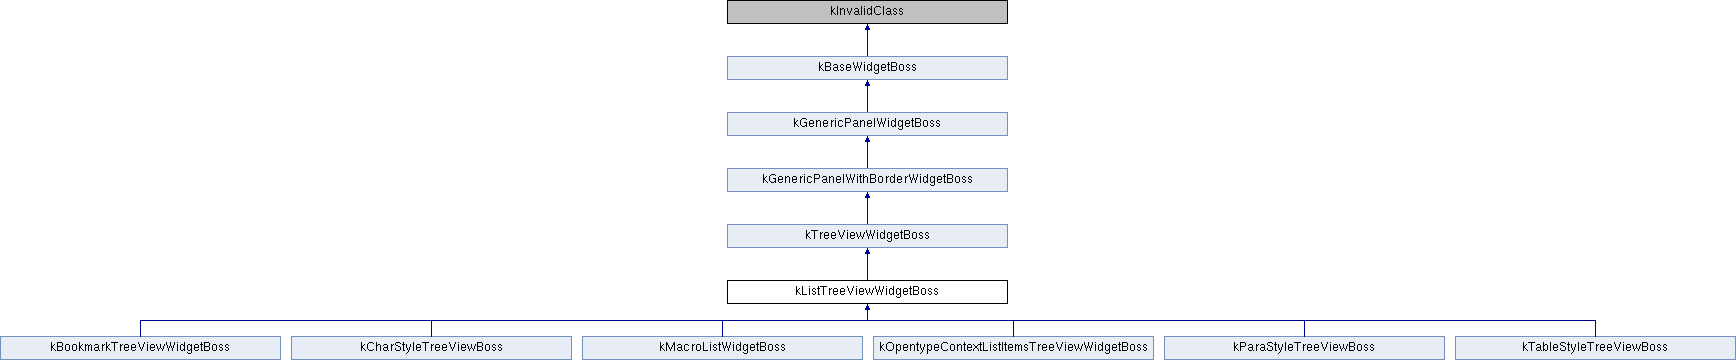 kInvalidClass
kBaseWidgetBoss
kGenericPanelWidgetBoss
kGenericPanelWithBorderWidgetBoss
kTreeViewWidgetBoss
kListTreeViewWidgetBoss
kBookmarkTreeViewWidgetBoss
kCharStyleTreeViewBoss
kMacroListWidgetBoss
kOpentypeContextListItemsTreeViewWidgetBoss
kParaStyleTreeViewBoss
kTableStyleTreeViewBoss